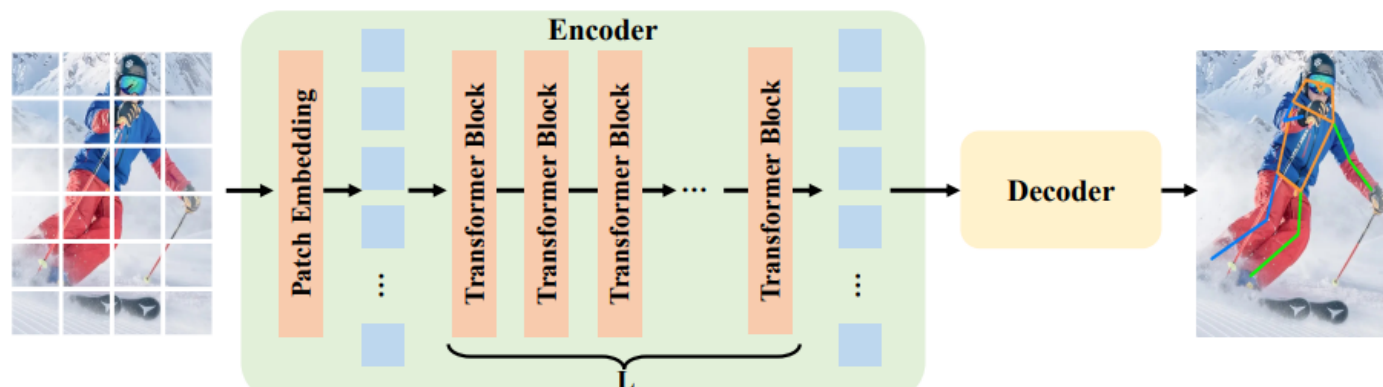 Encoder
Patch Embedding
...
Transformer Block
Transformer Block
Transformer Block
...
Transformer Block
...
L
Decoder